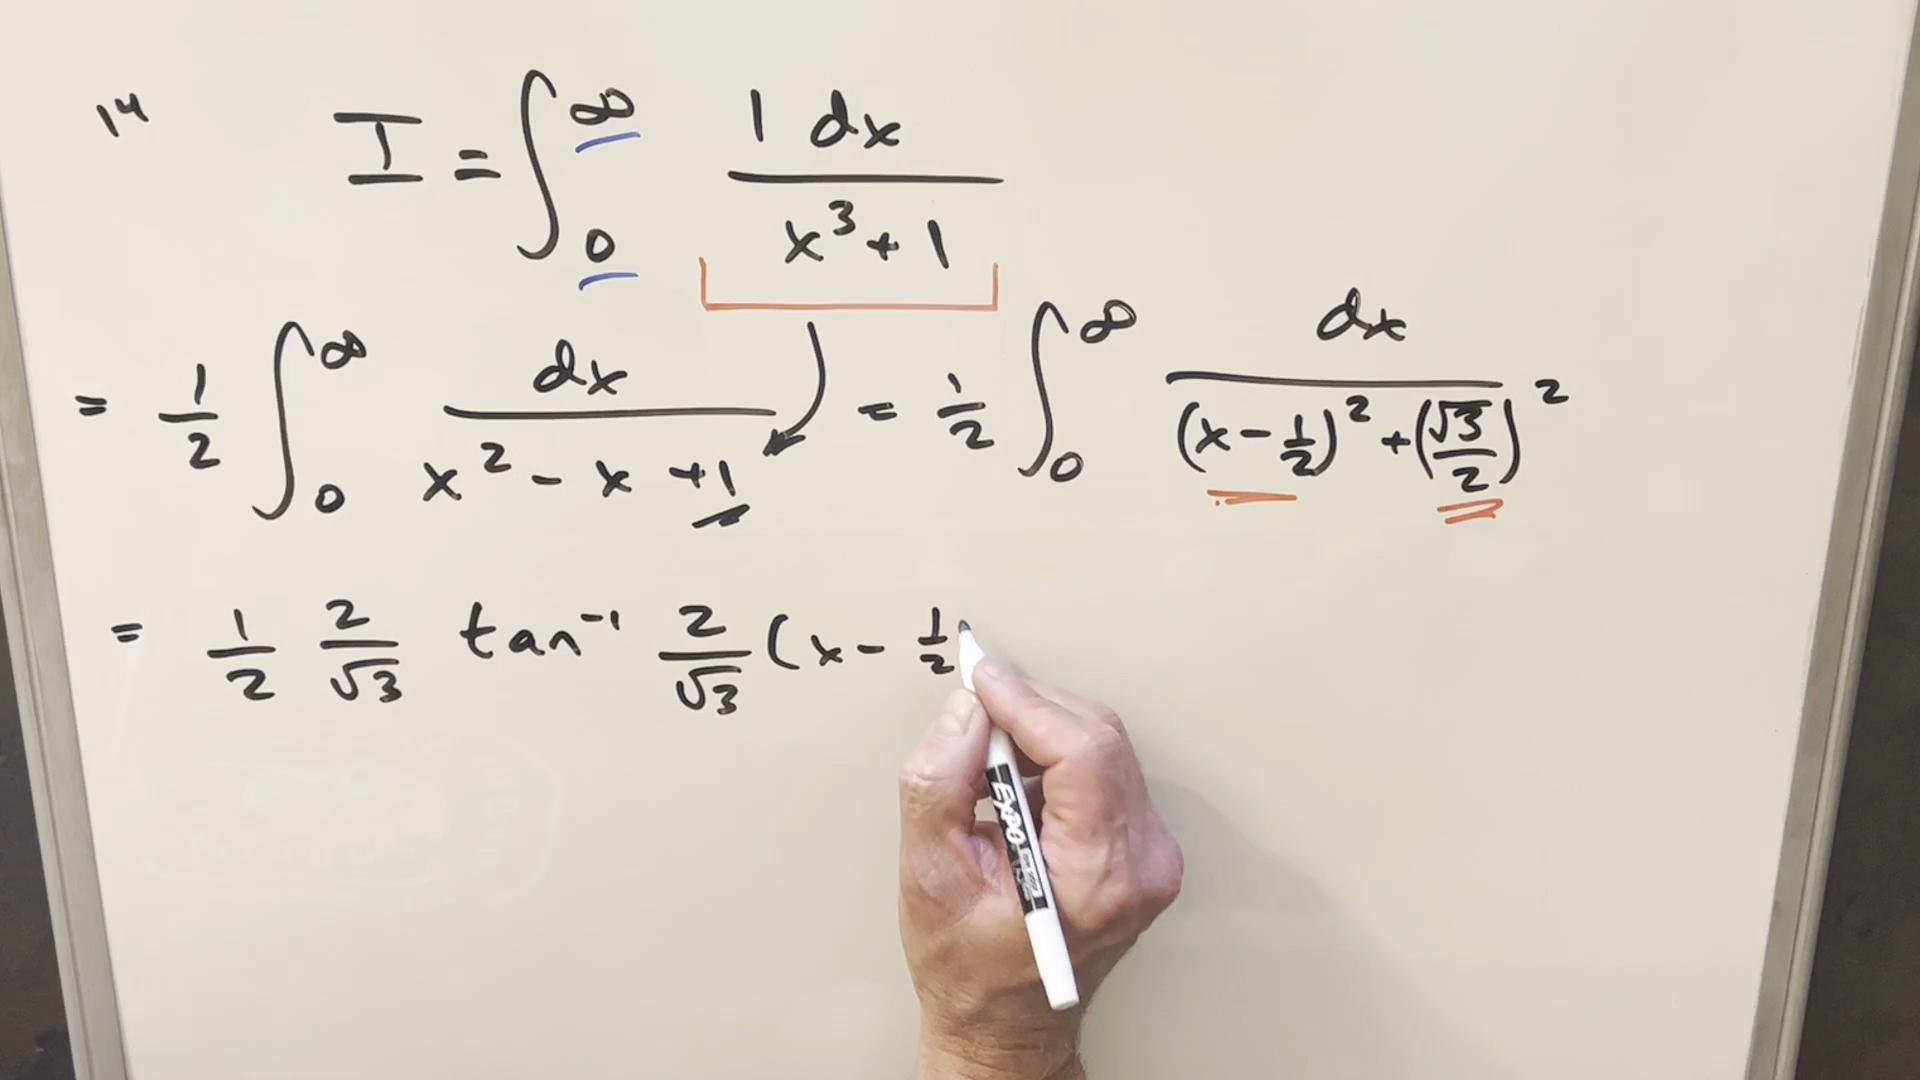 14 I = ∫₀^∞ 1 dx / (x³ + 1)
= 1/2 ∫₀^∞ dx / (x² - x + 1) = 1/2 ∫₀^∞ dx / ((x - 1/2)² + (√3/2)²)
= 1/2 2/√3 tan⁻¹ 2/√3 (x - 1/2
EXPO